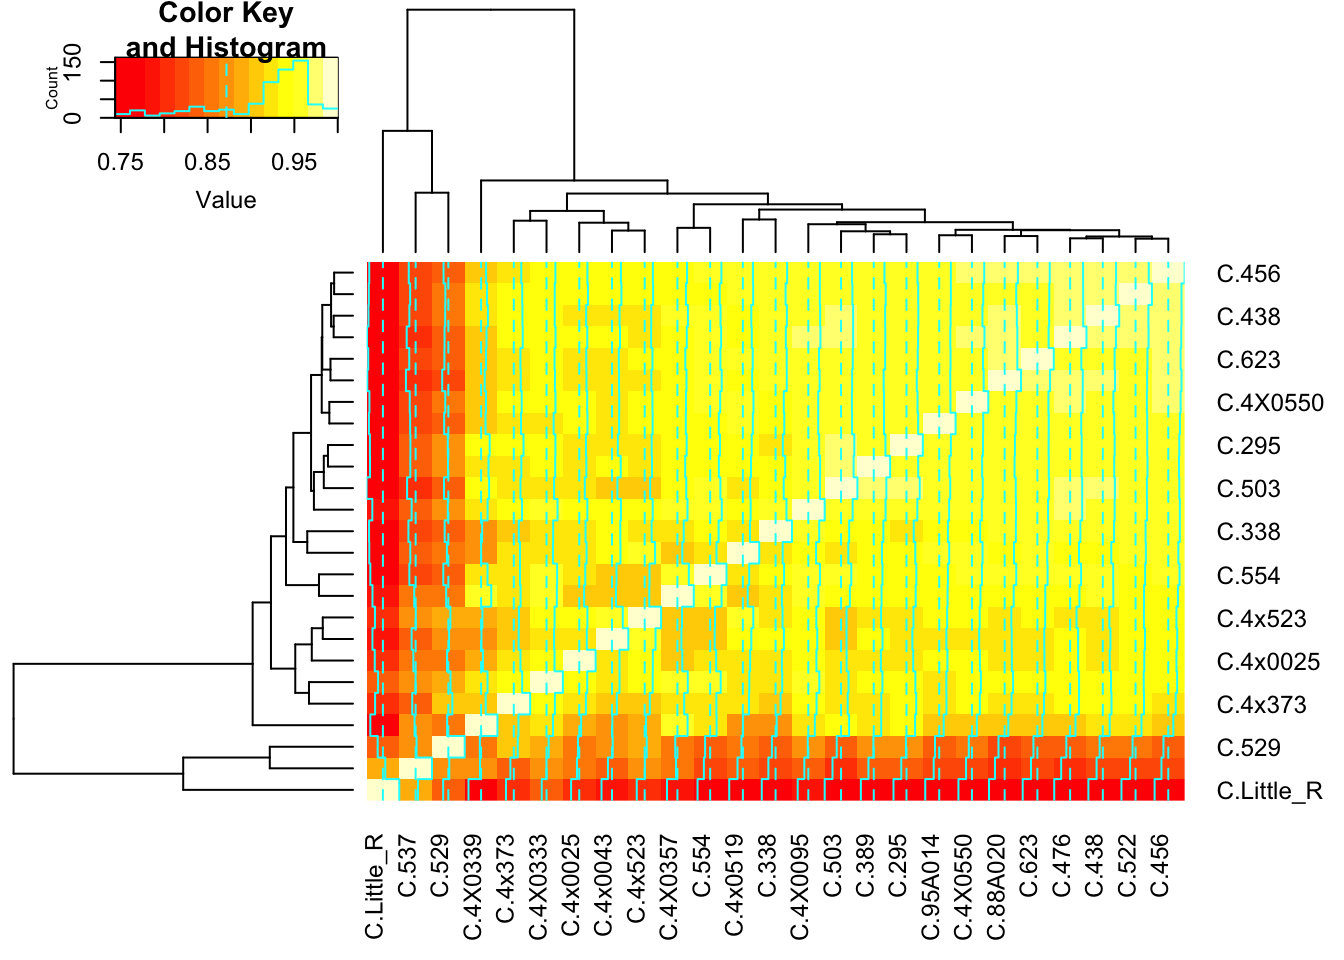 Color Key
and Histogram
Count
0
150
0.75
0.85
0.95
Value
C.456
C.438
C.623
C.4X0550
C.295
C.503
C.338
C.554
C.4x523
C.4x0025
C.4x373
C.529
C.Little_R
C.Little_R
C.537
C.529
C.4X0339
C.4x373
C.4X0333
C.4x0025
C.4x0043
C.4x523
C.4X0357
C.554
C.4x0519
C.338
C.4X0095
C.503
C.389
C.295
C.95A014
C.4X0550
C.88A020
C.623
C.476
C.438
C.522
C.456